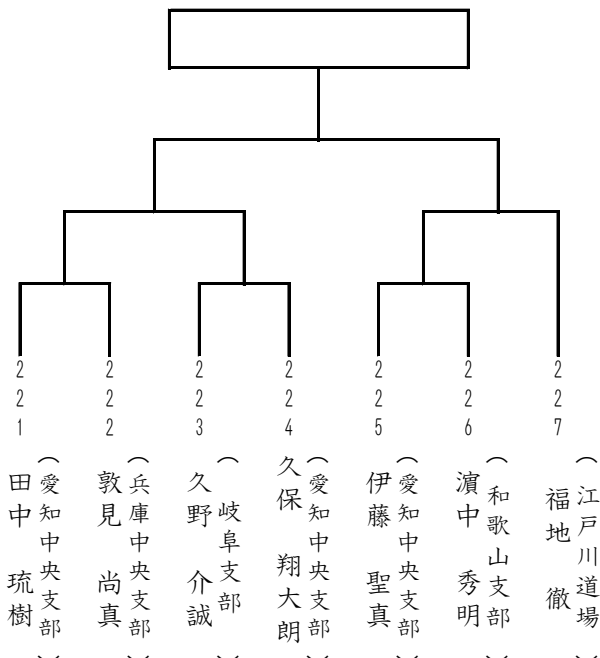 221
田中 琉樹
(愛知中央支部)
222
敦見 尚真
(兵庫中央支部)
223
久野 介誠
(岐阜支部)
224
久保 翔大朗
(愛知中央支部)
225
伊藤 聖真
(愛知中央支部)
226
濵中 秀明
(和歌山支部)
227
福地 徹
(江戸川道場)